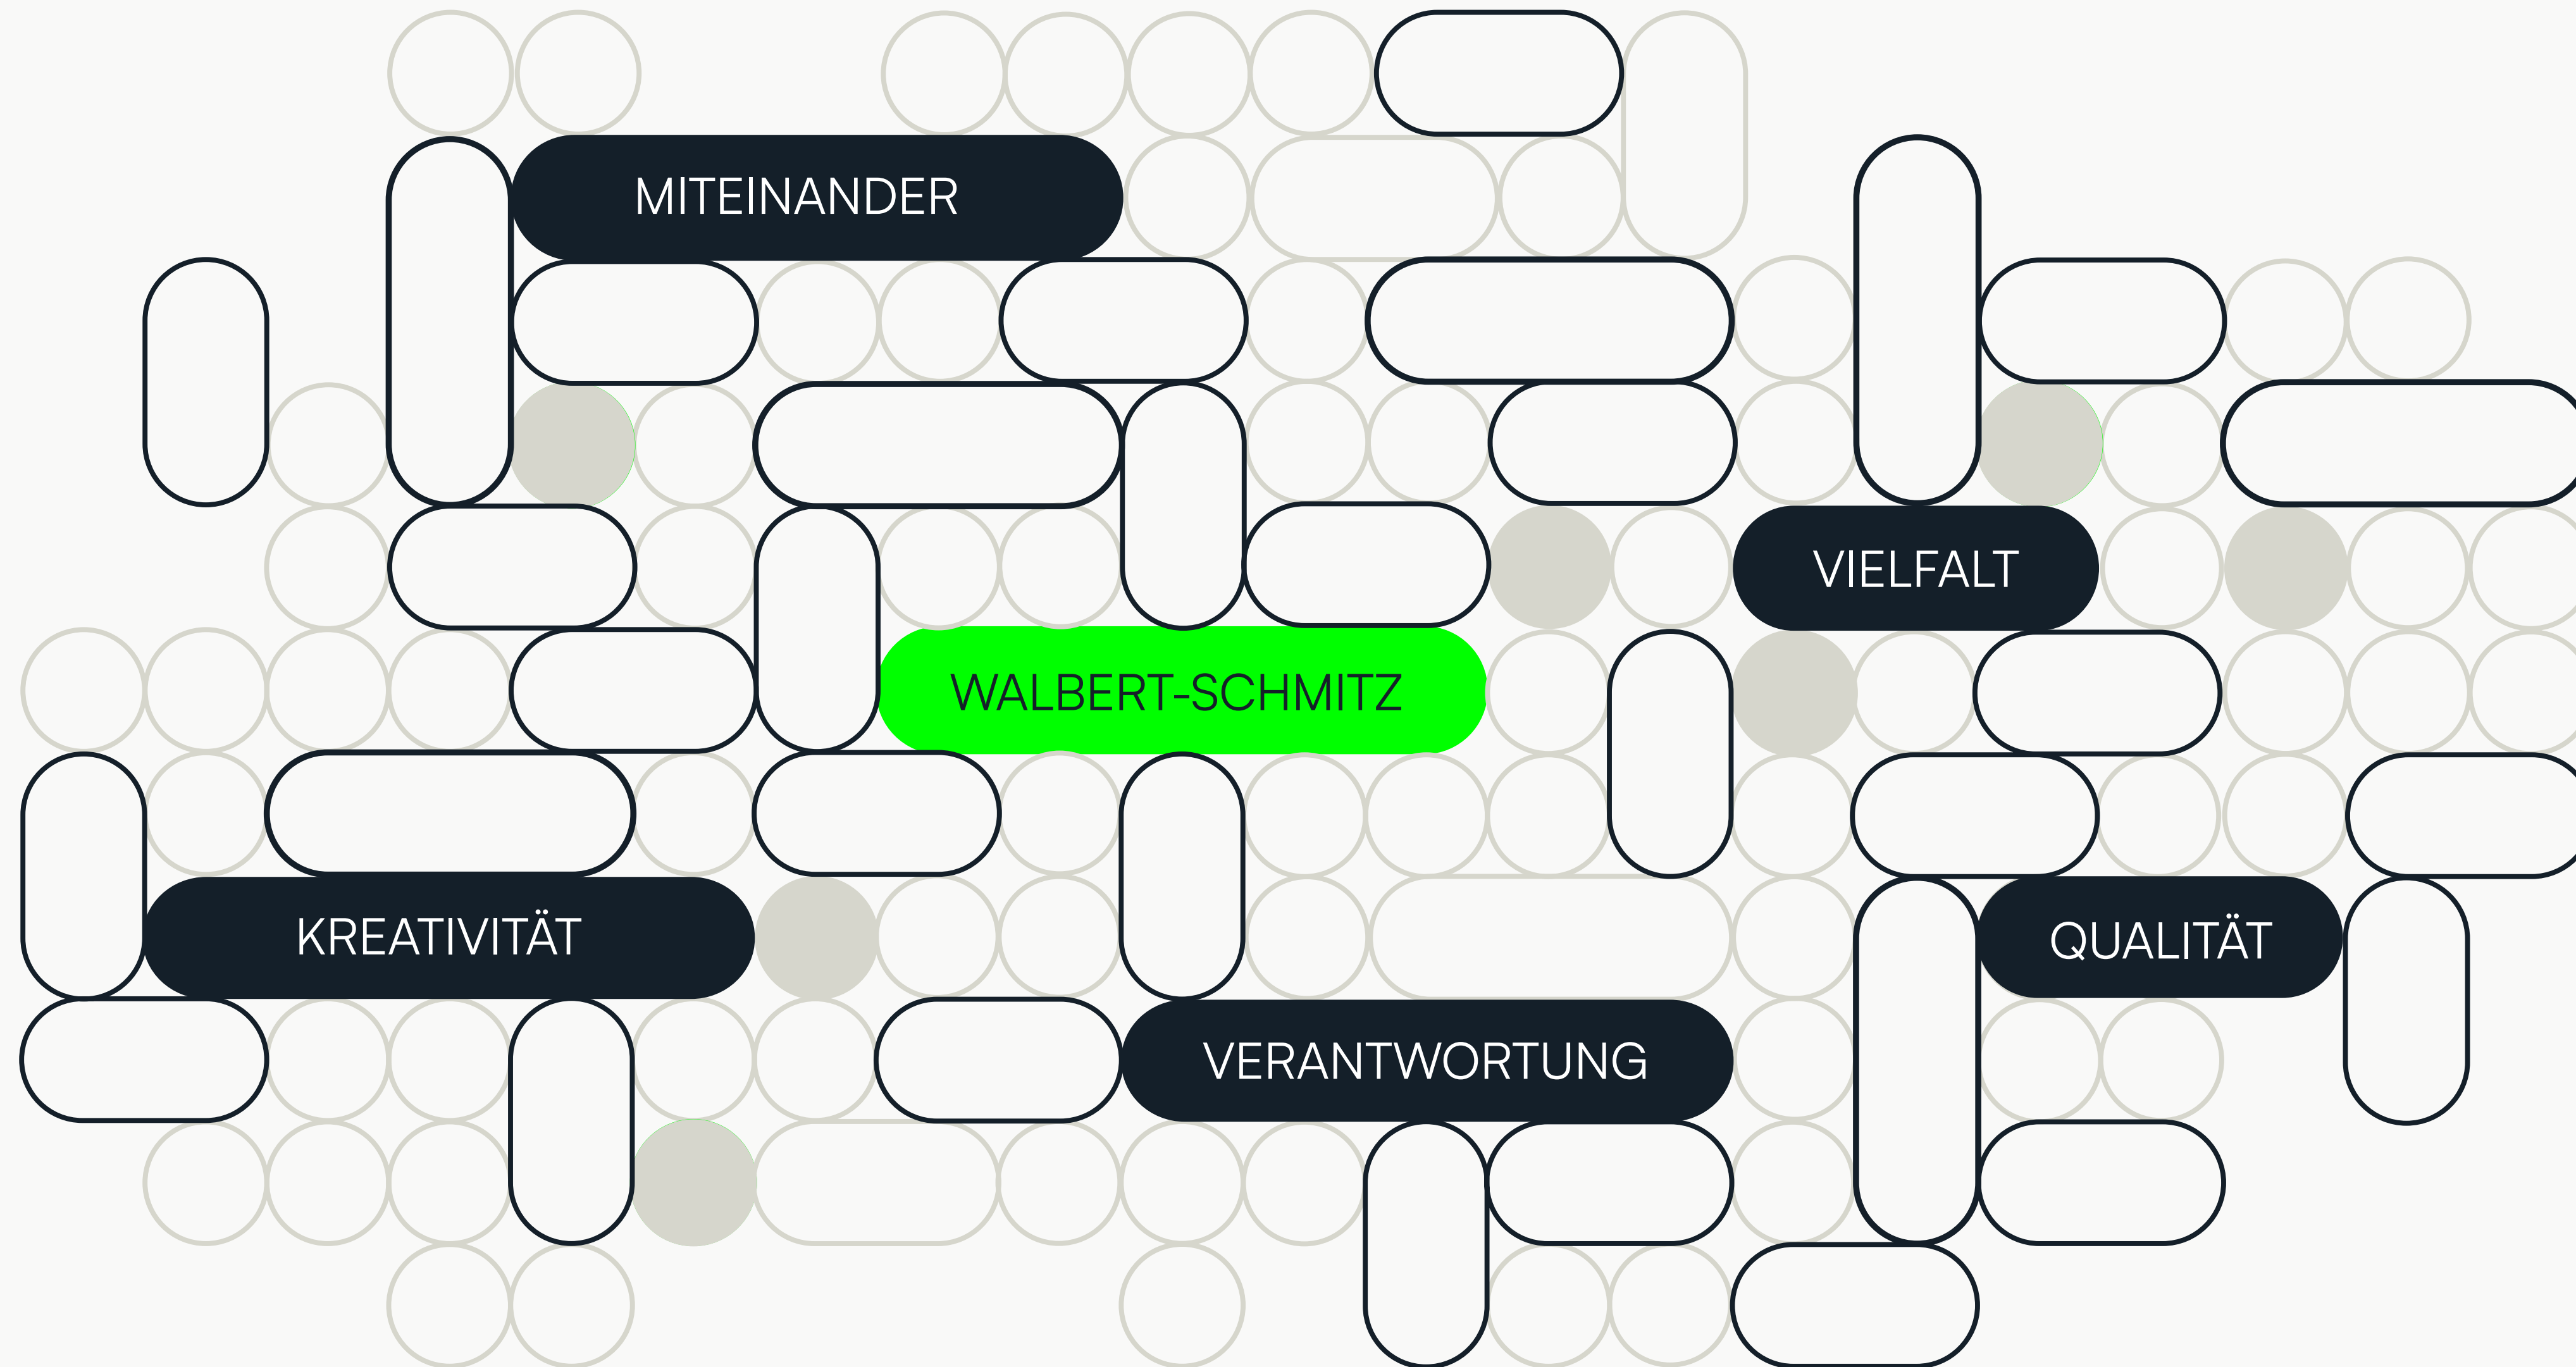 MITEINANDER
VIELFALT
WALBERT-SCHMITZ
KREATIVITÄT
QUALITÄT
VERANTWORTUNG